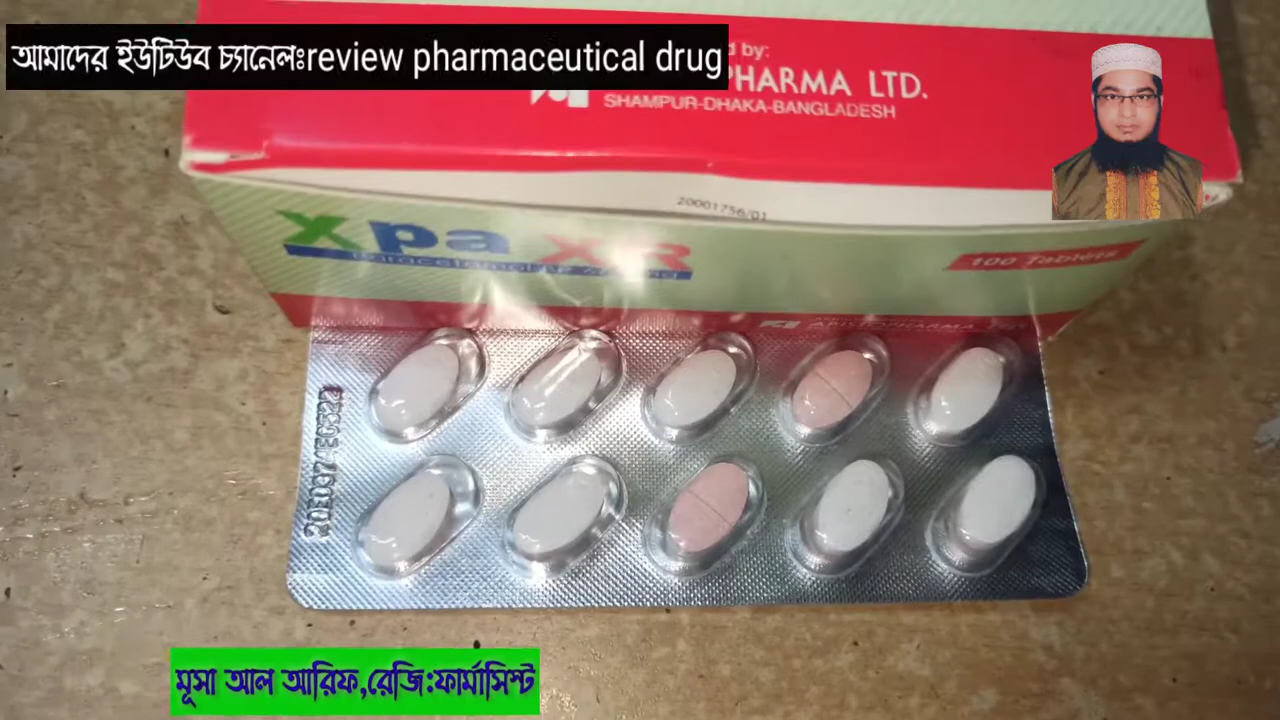 আমাদের ইউটিউব চ্যানেলঃreview pharmaceutical drug
d by:
PHARMA LTD.
SHAMPUR-DHAKA-BANGLADESH
20001756/01
Xpa XR
100 Tablets
মূসা আল আরিফ,রেজি:ফার্মাসিস্ট